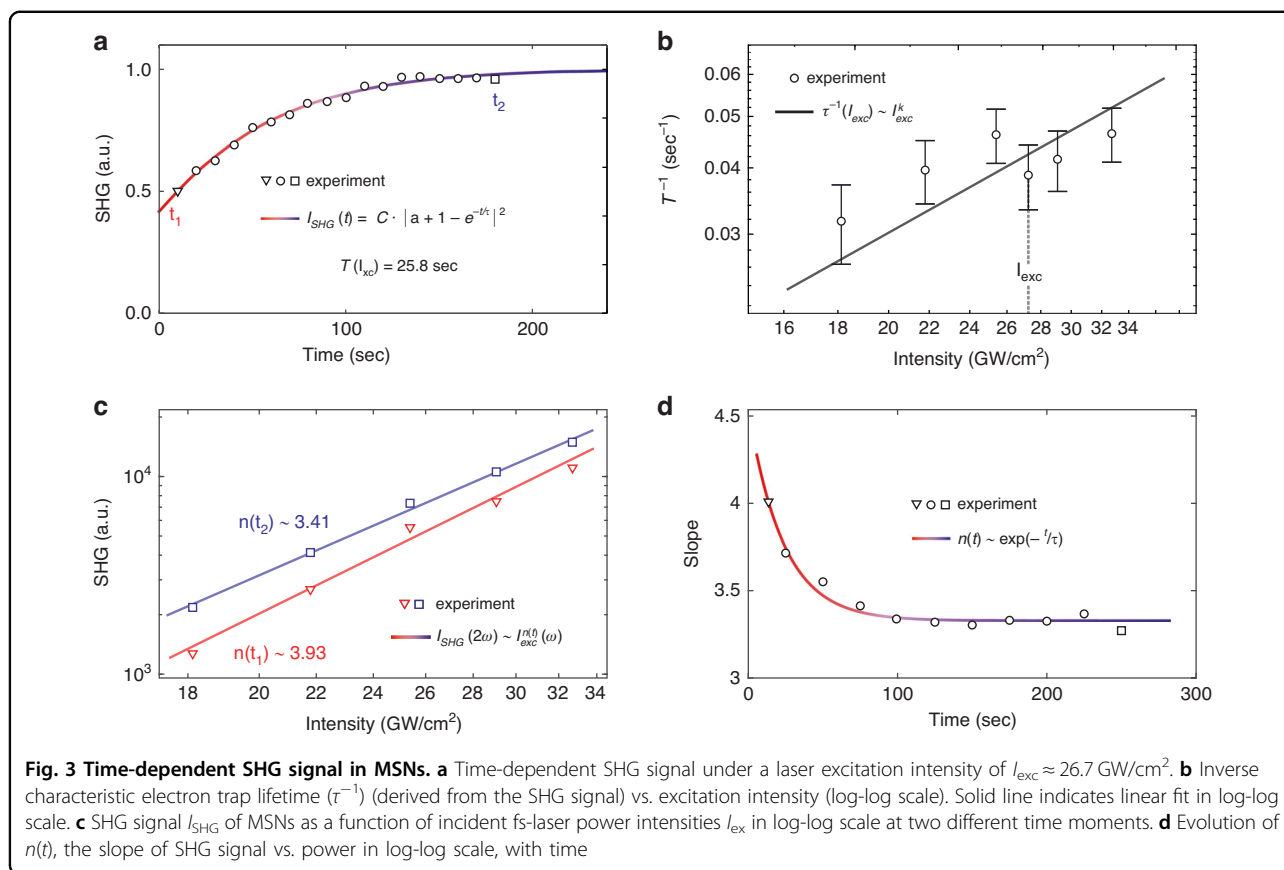 a
1.0
0.5
0.0
SHG (a.u.)
t1
t2
experiment
I_SHG (t) = C · | a + 1 – e^–t/τ | ²
T (I_xc) = 25.8 sec
0 100 200
Time (sec)
b
0.06
0.05
0.04
0.03
T⁻¹ (sec⁻¹)
experiment
τ⁻¹(I_exc) ~ I_exc^k
I_exc
16 18 20 22 24 26 28 30 32 34
Intensity (GW/cm²)
c
10⁴
10³
SHG (a.u.)
n(t₂) ~ 3.41
n(t₁) ~ 3.93
experiment
I_SHG (2ω) ~ I_exc^n(t) (ω)
18 20 22 24 26 28 30 32 34
Intensity (GW/cm²)
d
4.5
4
3.5
3
Slope
experiment
n(t) ~ exp(– t/τ)
0 100 200 300
Time (sec)
Fig. 3 Time-dependent SHG signal in MSNs. a Time-dependent SHG signal under a laser excitation intensity of I_exc ≈ 26.7 GW/cm². b Inverse
characteristic electron trap lifetime (τ⁻¹) (derived from the SHG signal) vs. excitation intensity (log-log scale). Solid line indicates linear fit in log-log
scale. c SHG signal I_SHG of MSNs as a function of incident fs-laser power intensities I_ex in log-log scale at two different time moments. d Evolution of
n(t), the slope of SHG signal vs. power in log-log scale, with time